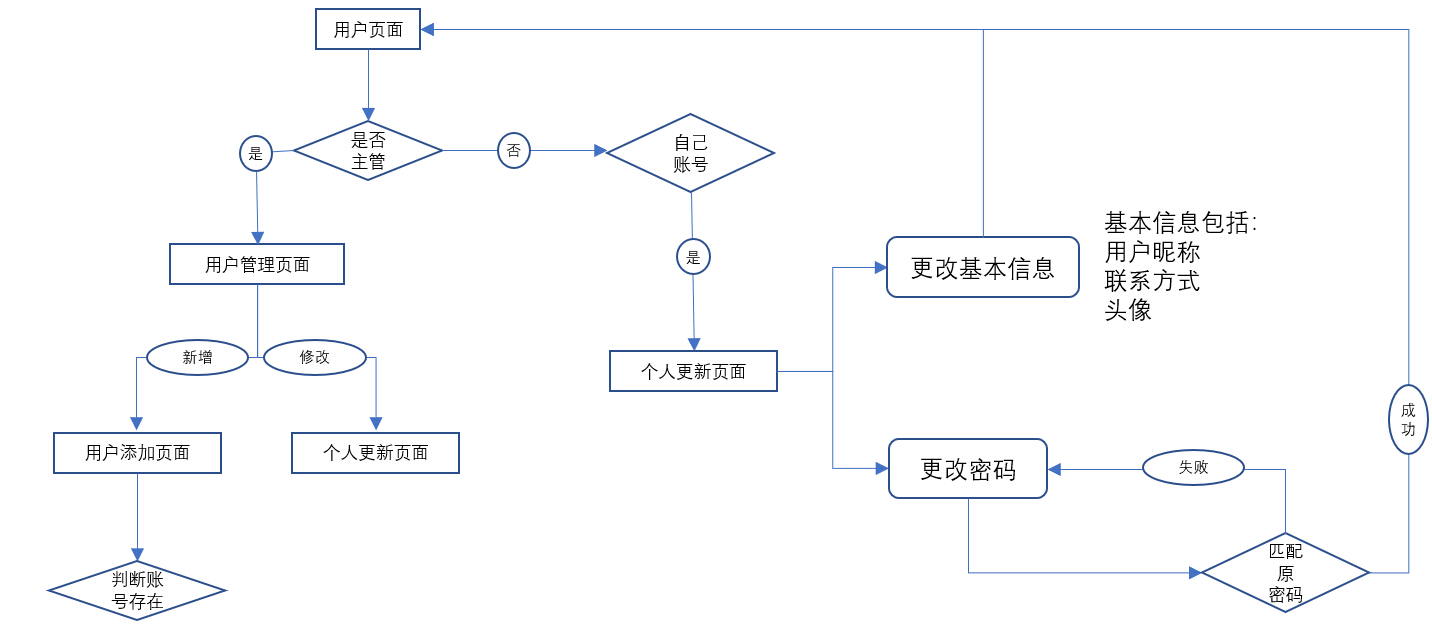 用户页面
是否
主管
是
否
自己
账号
是
用户管理页面
新增
修改
用户添加页面
个人更新页面
判断账
号存在
个人更新页面
更改基本信息
基本信息包括:
用户昵称
联系方式
头像
更改密码
失败
成
功
匹配
原
密码